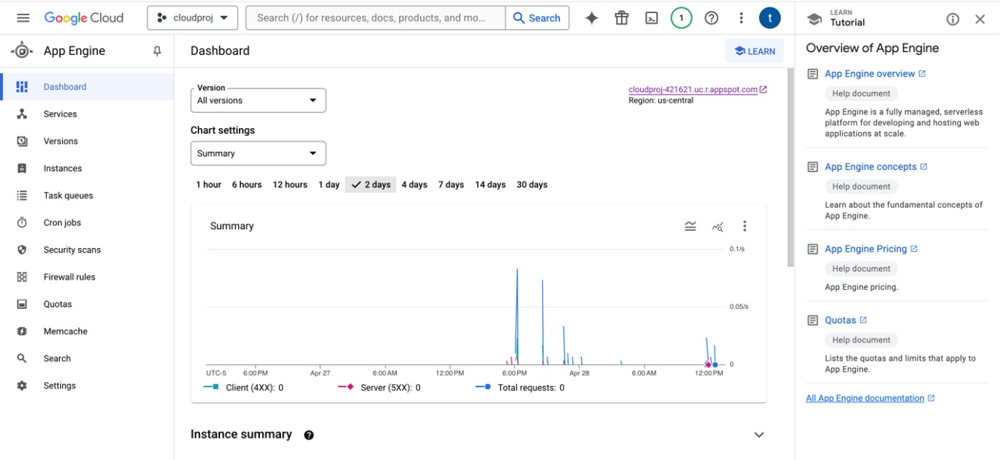 Google Cloud
cloudproj
Search (/) for resources, docs, products, and mo...
Search
1
t
LEARN
Tutorial
App Engine
Dashboard
LEARN
Overview of App Engine
Dashboard
Services
Versions
Instances
Task queues
Cron jobs
Security scans
Firewall rules
Quotas
Memcache
Search
Settings
Version
All versions
cloudproj-421621.uc.r.appspot.com
Region: us-central
Chart settings
Summary
1 hour 6 hours 12 hours 1 day 2 days 4 days 7 days 14 days 30 days
Summary
0.1/s
0.05/s
0
UTC-5 6:00 PM Apr 27 6:00 AM 12:00 PM 6:00 PM Apr 28 6:00 AM 12:00 PM
Client (4XX): 0 Server (5XX): 0 Total requests: 0
Instance summary ?
App Engine overview
Help document
App Engine is a fully managed, serverless
platform for developing and hosting web
applications at scale.
App Engine concepts
Help document
Learn about the fundamental concepts of
App Engine.
App Engine Pricing
Help document
App Engine pricing.
Quotas
Help document
Lists the quotas and limits that apply to
App Engine.
All App Engine documentation